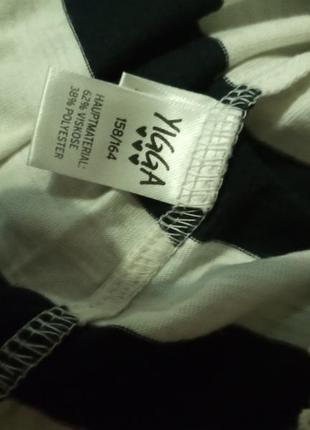 YIGGA
158/164
HAUPTMATERIAL:
62% VISKOSE
38% POLYESTER